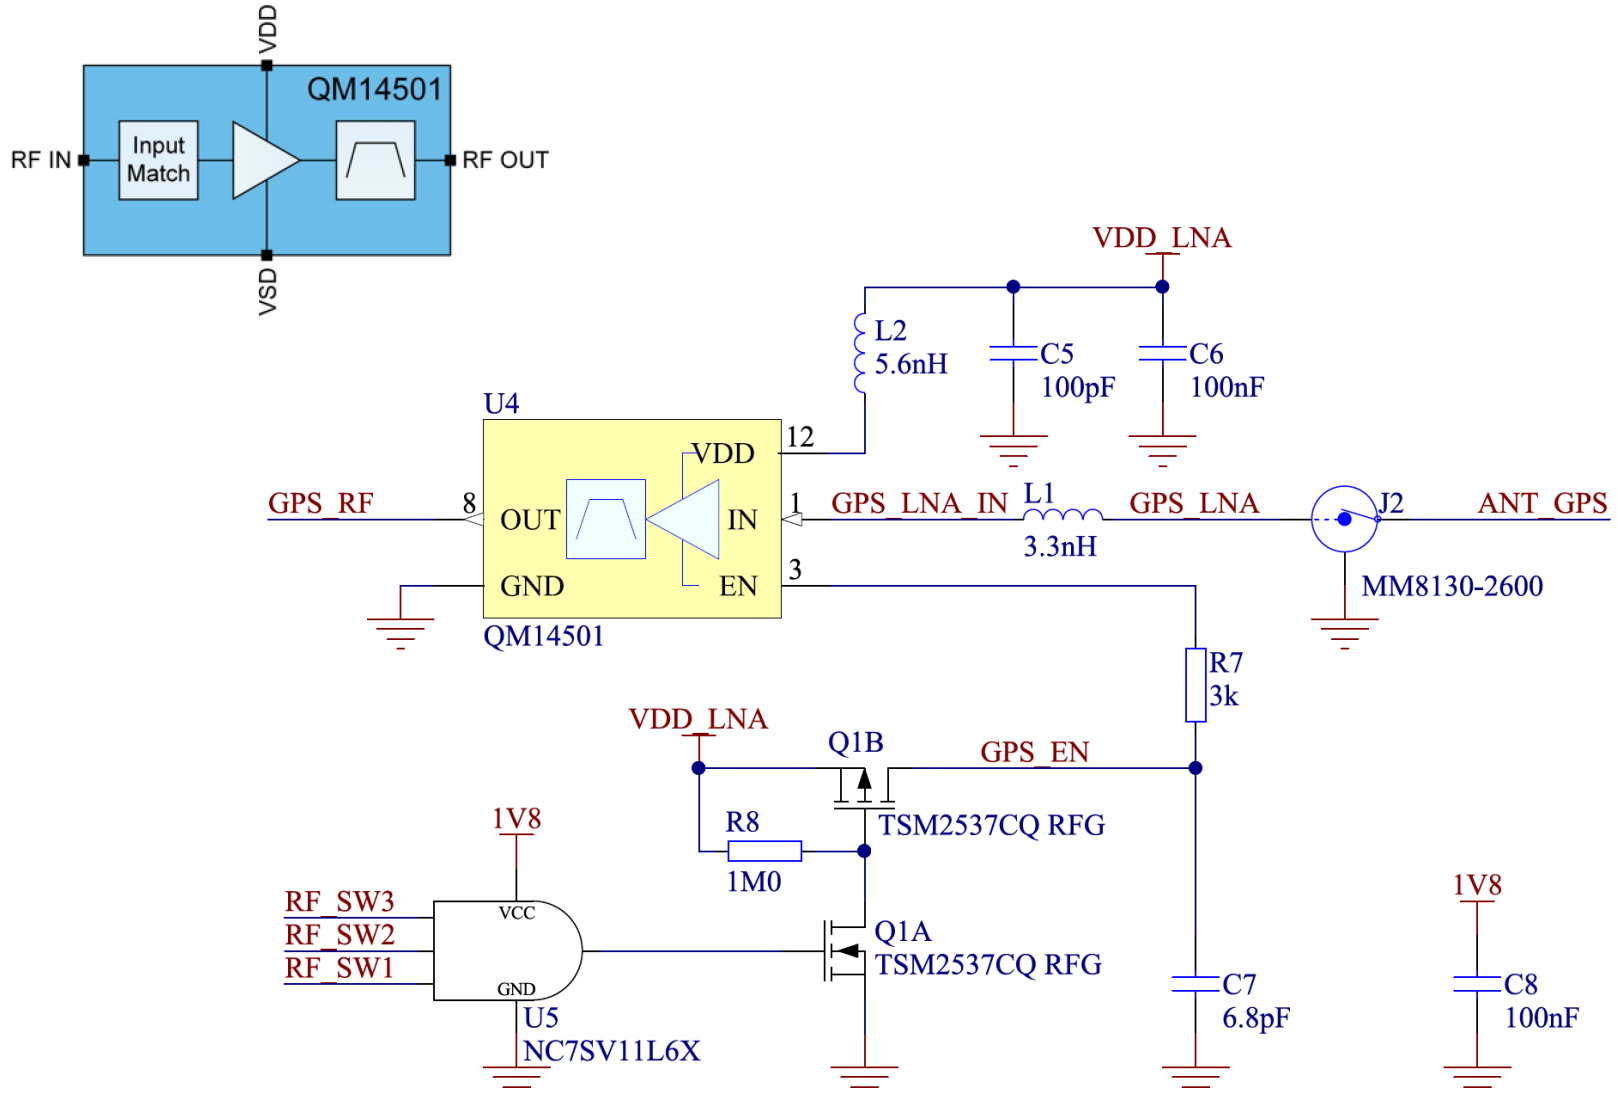 VDD
QM14501
RF IN
Input
Match
RF OUT
VSD
VDD_LNA
L2
5.6nH
C5
100pF
C6
100nF
U4
VDD
12
GPS_RF
8
OUT
IN
1
GPS_LNA_IN
L1
3.3nH
GPS_LNA
J2
ANT_GPS
MM8130-2600
GND
EN
3
QM14501
R7
3k
VDD_LNA
Q1B
GPS_EN
TSM2537CQ RFG
R8
1M0
1V8
RF_SW3
RF_SW2
RF_SW1
VCC
GND
U5
NC7SV11L6X
Q1A
TSM2537CQ RFG
C7
6.8pF
1V8
C8
100nF